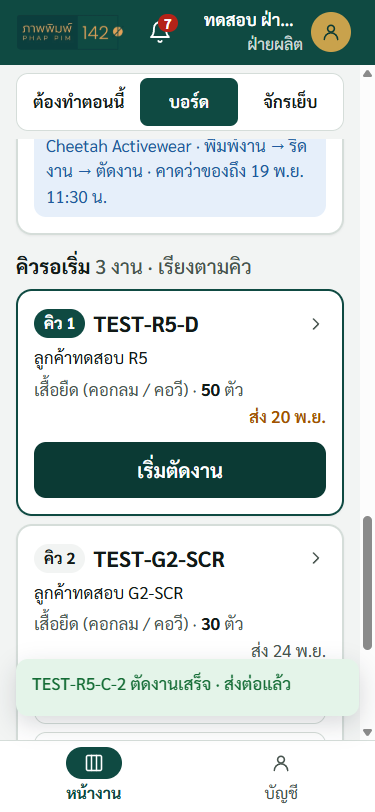 ภาพพิมพ์
PHAP PIM
142
7
ทดสอบ ฝ่า...
ฝ่ายผลิต
ต้องทำตอนนี้
บอร์ด
จักรเย็บ
Cheetah Activewear · พิมพ์งาน → รีด
งาน → ตัดงาน · คาดว่าของถึง 19 พ.ย.
11:30 น.
คิวรอเริ่ม 3 งาน · เรียงตามคิว
คิว 1 TEST-R5-D
ลูกค้าทดสอบ R5
เสื้อยืด (คอกลม / คอวี) · 50 ตัว
ส่ง 20 พ.ย.
เริ่มตัดงาน
คิว 2 TEST-G2-SCR
ลูกค้าทดสอบ G2-SCR
เสื้อยืด (คอกลม / คอวี) · 30 ตัว
ส่ง 24 พ.ย.
TEST-R5-C-2 ตัดงานเสร็จ · ส่งต่อแล้ว
หน้างาน
บัญชี